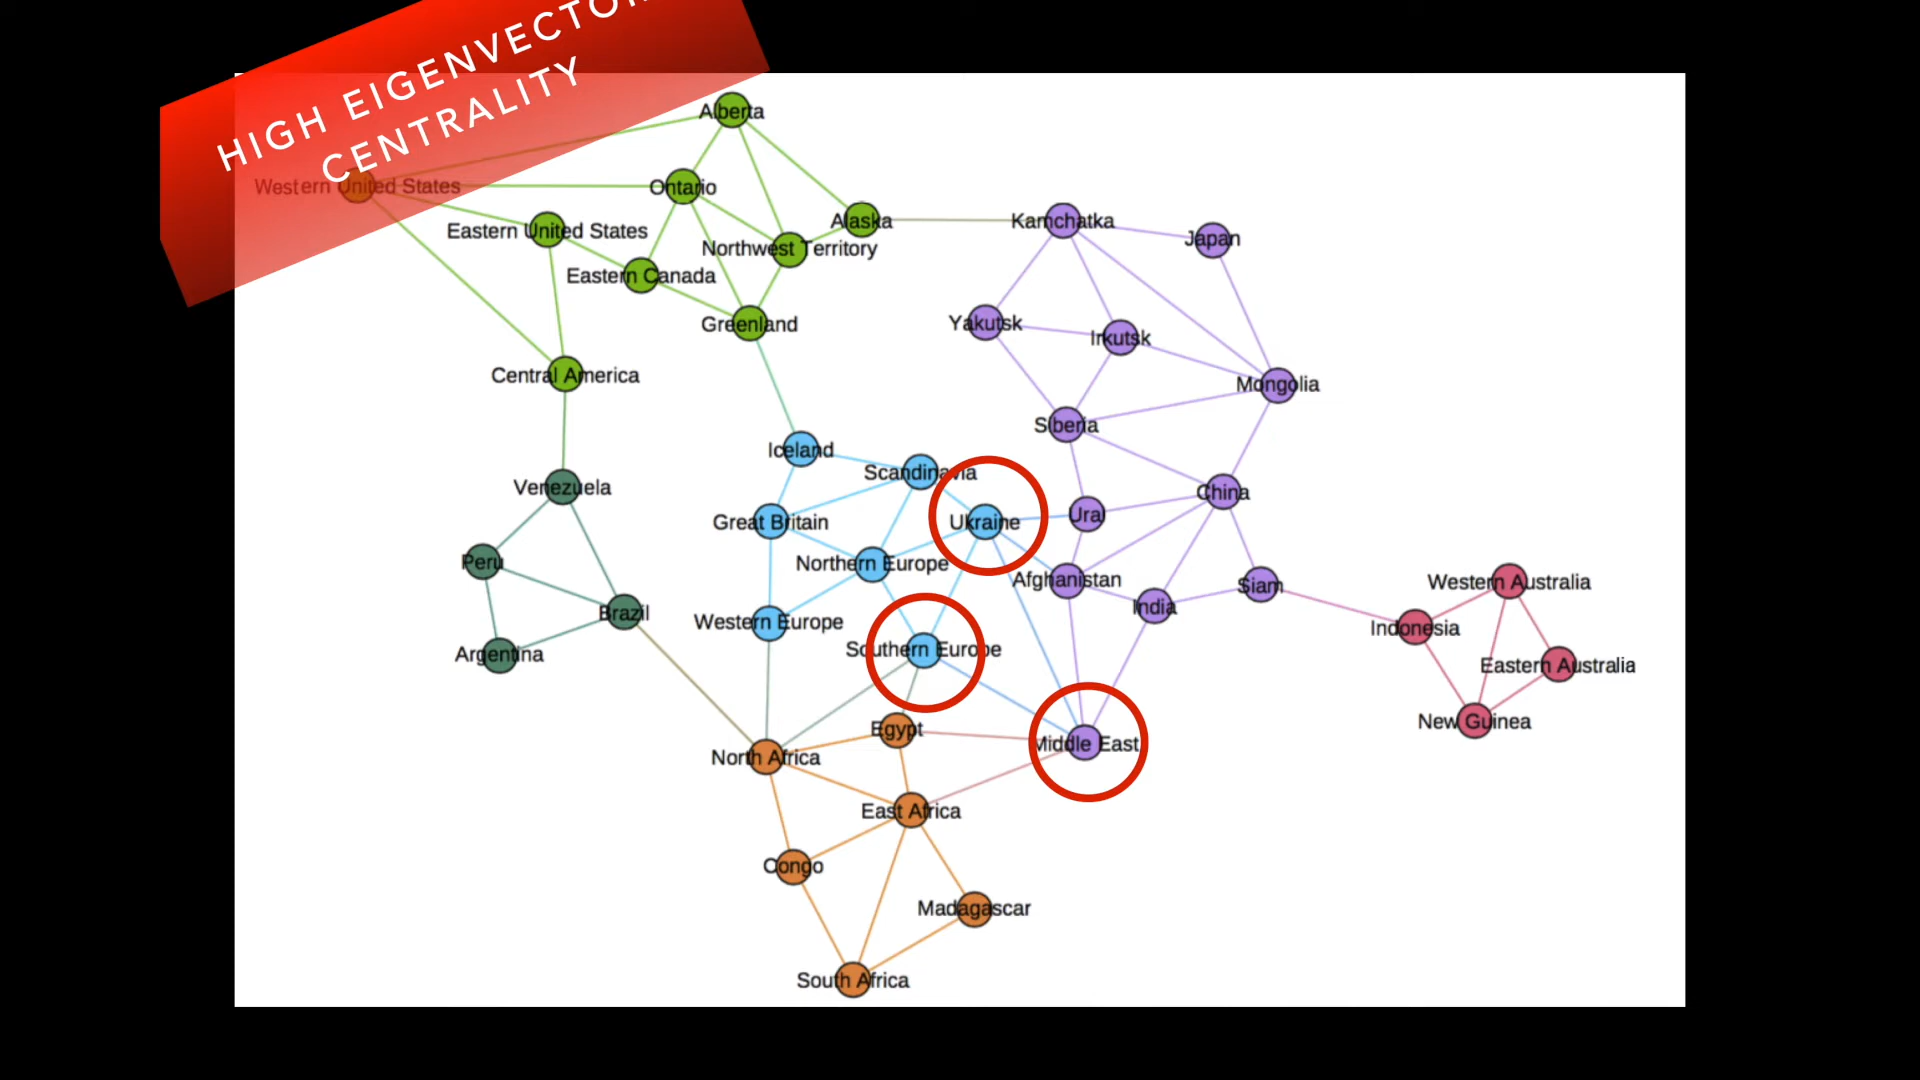 HIGH EIGENVECTOR
CENTRALITY
Alberta
Western United States
Ontario
Eastern United States
Alaska
Kamchatka
Japan
Northwest Territory
Eastern Canada
Greenland
Yakutsk
Irkutsk
Central America
Mongolia
Siberia
Iceland
Scandinavia
Venezuela
China
Great Britain
Ukraine
Ural
Peru
Northern Europe
Afghanistan
Siam
Western Australia
Brazil
India
Western Europe
Indonesia
Argentina
Southern Europe
Eastern Australia
New Guinea
Egypt
Middle East
North Africa
East Africa
Congo
Madagascar
South Africa